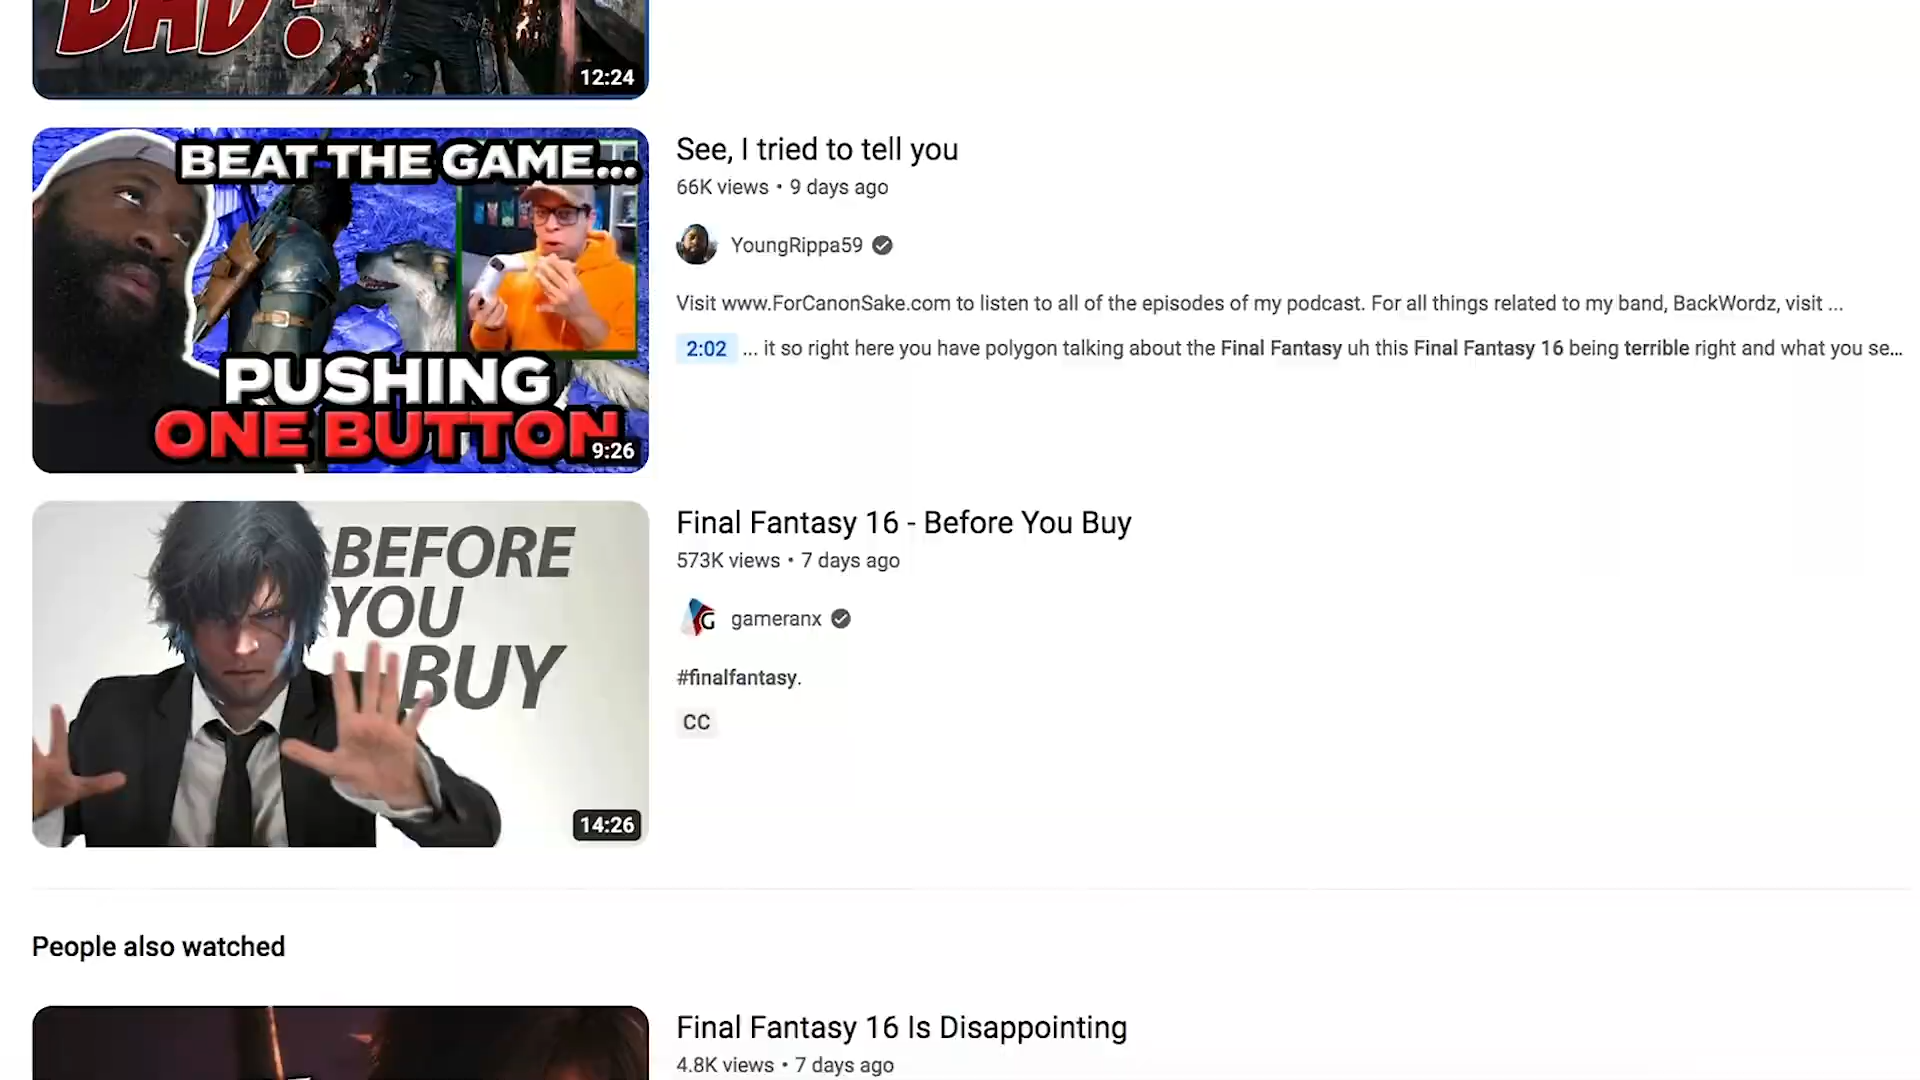 BAD?
12:24
BEAT THE GAME...
PUSHING
ONE BUTTON
9:26
See, I tried to tell you
66K views • 9 days ago
YoungRippa59
Visit www.ForCanonSake.com to listen to all of the episodes of my podcast. For all things related to my band, BackWordz, visit ...
2:02 ... it so right here you have polygon talking about the Final Fantasy uh this Final Fantasy 16 being terrible right and what you se...
BEFORE
YOU
BUY
14:26
Final Fantasy 16 - Before You Buy
573K views • 7 days ago
G
gameranx
#finalfantasy.
CC
People also watched
Final Fantasy 16 Is Disappointing
4.8K views • 7 days ago